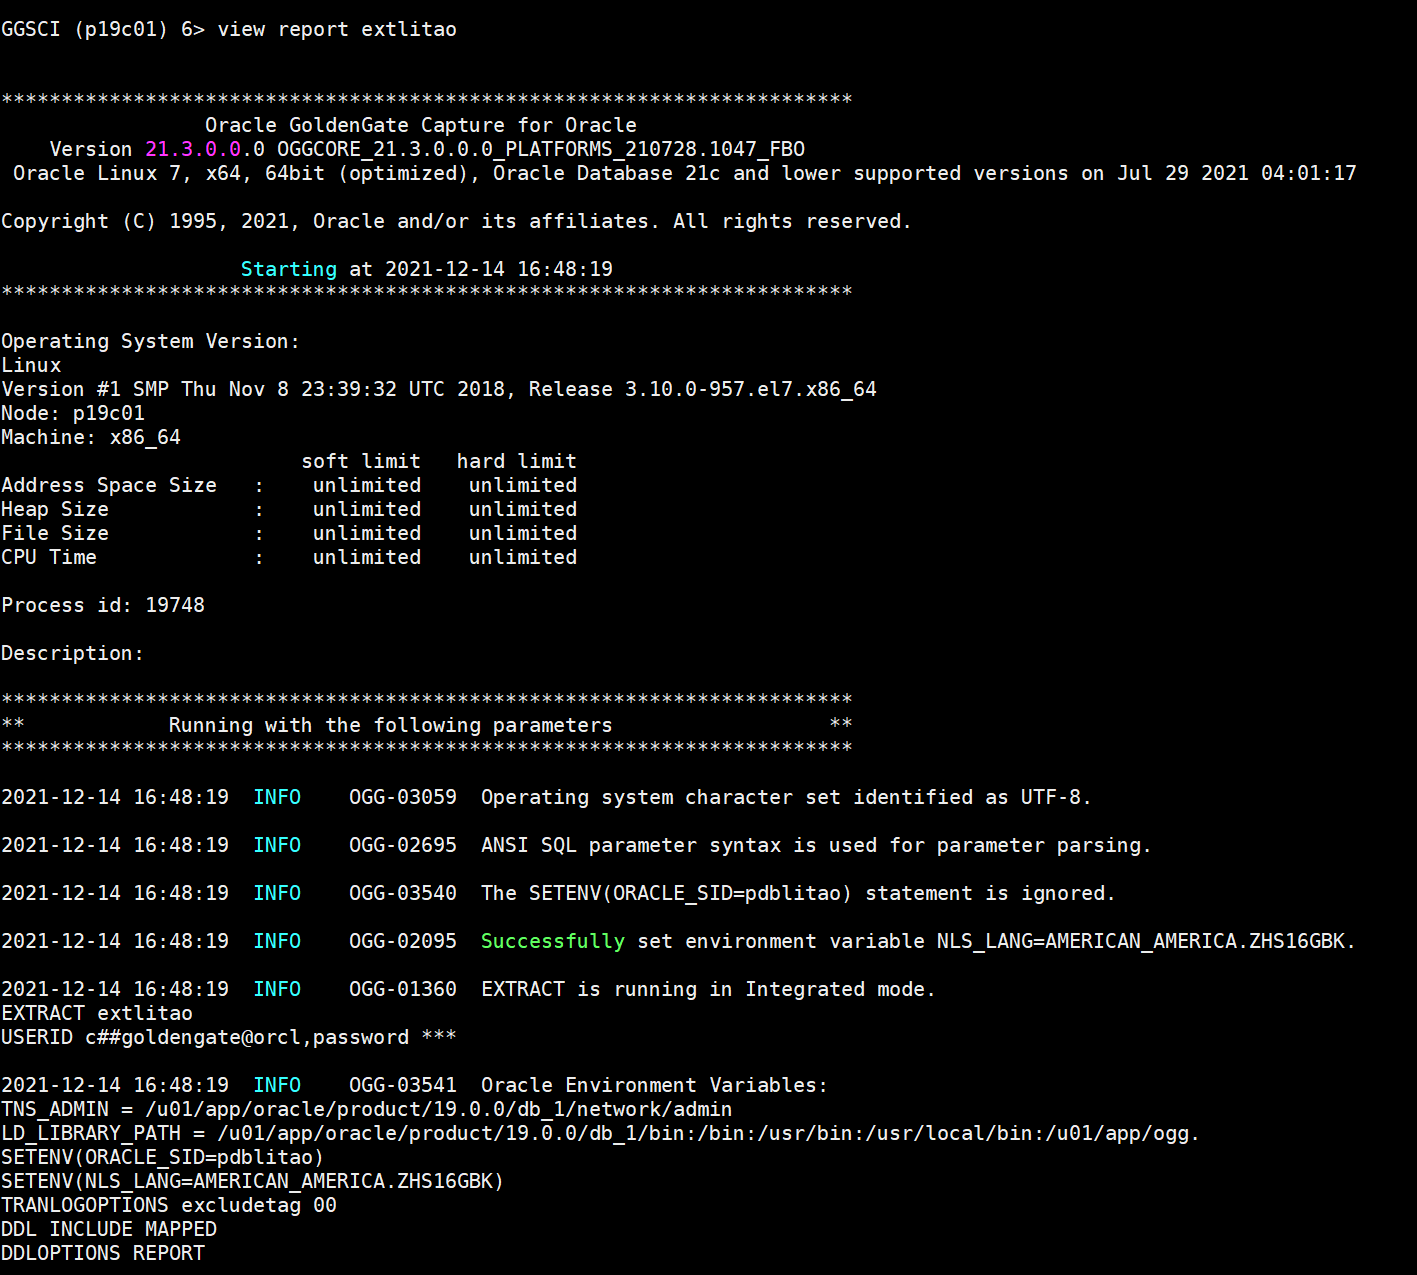 GGSCI (p19c01) 6> view report extlitao
***********************************************************************
Oracle GoldenGate Capture for Oracle
Version 21.3.0.0.0 OGGCORE_21.3.0.0.0_PLATFORMS_210728.1047_FBO
Oracle Linux 7, x64, 64bit (optimized), Oracle Database 21c and lower supported versions on Jul 29 2021 04:01:17
Copyright (C) 1995, 2021, Oracle and/or its affiliates. All rights reserved.
Starting at 2021-12-14 16:48:19
***********************************************************************
Operating System Version:
Linux
Version #1 SMP Thu Nov 8 23:39:32 UTC 2018, Release 3.10.0-957.el7.x86_64
Node: p19c01
Machine: x86_64
soft limit   hard limit
Address Space Size   :    unlimited    unlimited
Heap Size            :    unlimited    unlimited
File Size            :    unlimited    unlimited
CPU Time             :    unlimited    unlimited
Process id: 19748
Description:
***********************************************************************
**            Running with the following parameters                  **
***********************************************************************
2021-12-14 16:48:19  INFO    OGG-03059  Operating system character set identified as UTF-8.
2021-12-14 16:48:19  INFO    OGG-02695  ANSI SQL parameter syntax is used for parameter parsing.
2021-12-14 16:48:19  INFO    OGG-03540  The SETENV(ORACLE_SID=pdblitao) statement is ignored.
2021-12-14 16:48:19  INFO    OGG-02095  Successfully set environment variable NLS_LANG=AMERICAN_AMERICA.ZHS16GBK.
2021-12-14 16:48:19  INFO    OGG-01360  EXTRACT is running in Integrated mode.
EXTRACT extlitao
USERID c##goldengate@orcl,password ***
2021-12-14 16:48:19  INFO    OGG-03541  Oracle Environment Variables:
TNS_ADMIN = /u01/app/oracle/product/19.0.0/db_1/network/admin
LD_LIBRARY_PATH = /u01/app/oracle/product/19.0.0/db_1/bin:/bin:/usr/bin:/usr/local/bin:/u01/app/ogg.
SETENV(ORACLE_SID=pdblitao)
SETENV(NLS_LANG=AMERICAN_AMERICA.ZHS16GBK)
TRANLOGOPTIONS excludetag 00
DDL INCLUDE MAPPED
DDLOPTIONS REPORT